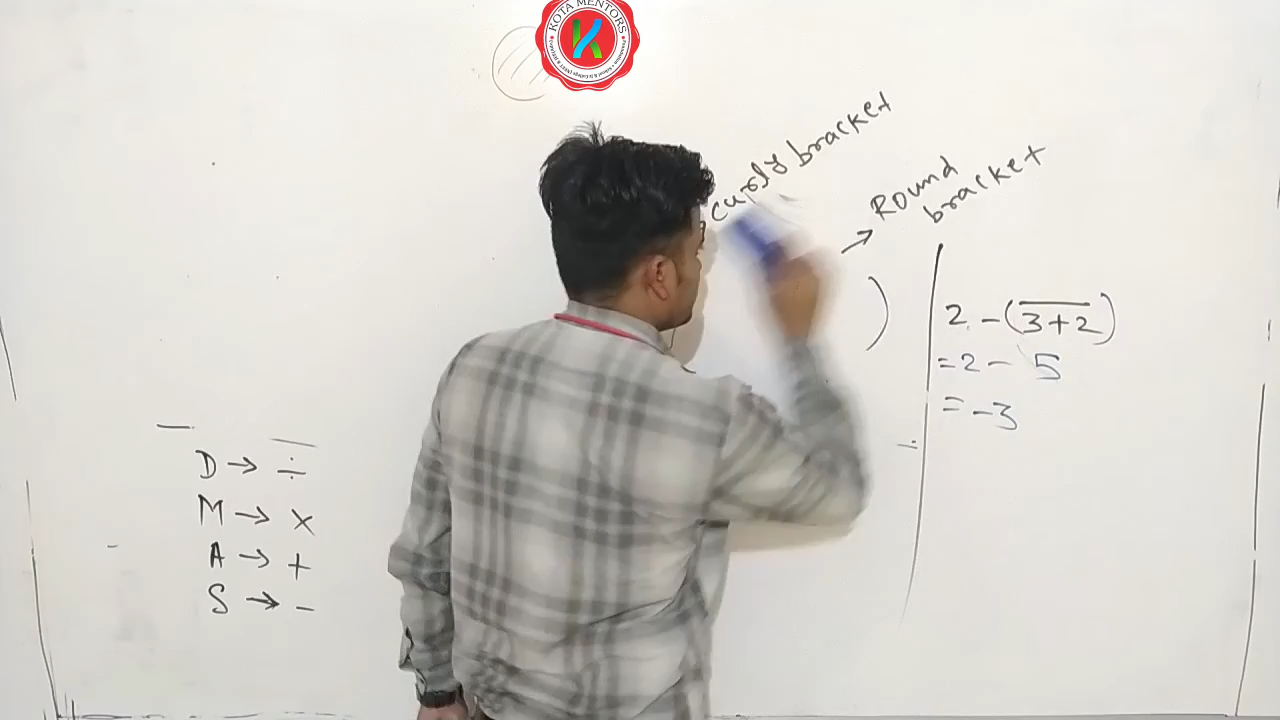 KOTA MENTORS
curly bracket
→ Round
bracket
)
2 - (3+2)
= 2 - 5
= -3
D → ÷
M → ×
A → +
S → -